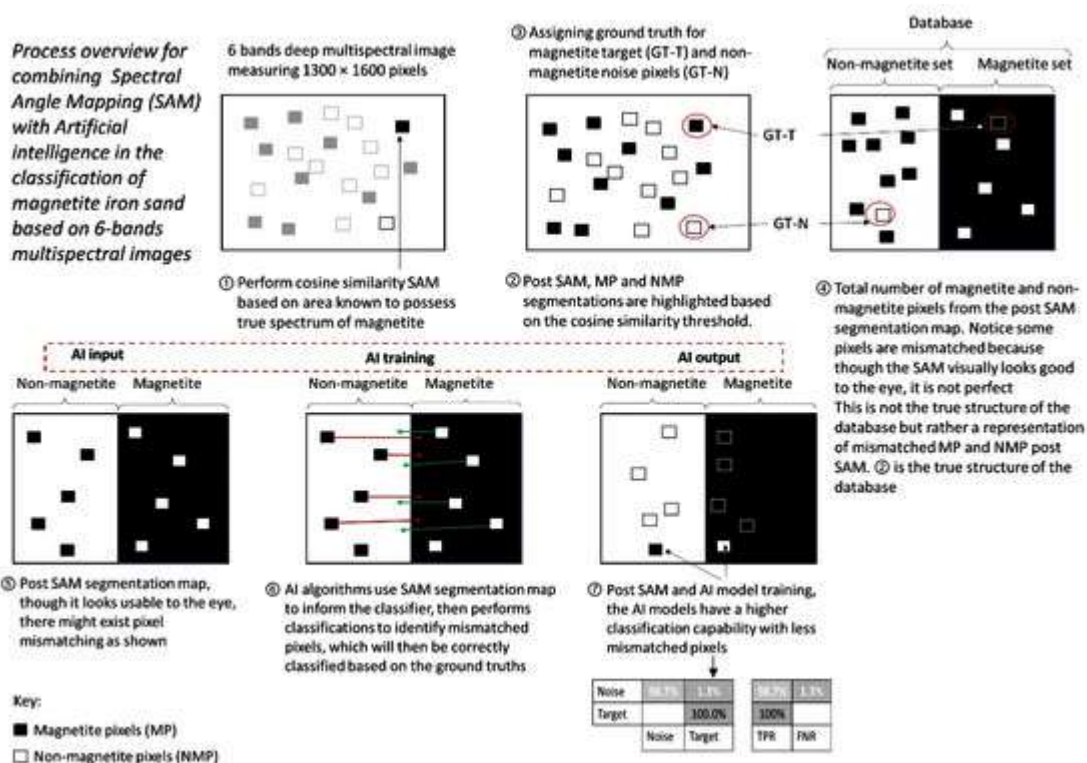 Process overview for
combining Spectral
Angle Mapping (SAM)
with Artificial
intelligence in the
classification of
magnetite iron sand
based on 6-bands
multispectral images
6 bands deep multispectral image
measuring 1300 × 1600 pixels
① Perform cosine similarity SAM
based on area known to possess
true spectrum of magnetite
③ Assigning ground truth for
magnetite target (GT-T) and non-
magnetite noise pixels (GT-N)
GT-T
GT-N
② Post SAM, MP and NMP
segmentations are highlighted based
on the cosine similarity threshold.
Database
Non-magnetite set
Magnetite set
④ Total number of magnetite and non-
magnetite pixels from the post SAM
segmentation map. Notice some
pixels are mismatched because
though the SAM visually looks good
to the eye, it is not perfect
This is not the true structure of the
database but rather a representation
of mismatched MP and NMP post
SAM. ② is the true structure of the
database
AI input
AI training
AI output
Non-magnetite Magnetite
Non-magnetite Magnetite
Non-magnetite Magnetite
⑤ Post SAM segmentation map,
though it looks usable to the eye,
there might exist pixel
mismatching as shown
⑥ AI algorithms use SAM segmentation map
to inform the classifier, then performs
classifications to identify mismatched
pixels, which will then be correctly
classified based on the ground truths
⑦ Post SAM and AI model training,
the AI models have a higher
classification capability with less
mismatched pixels
Noise 98.7% 1.3% 98.7% 1.3%
Target 100.0% 100%
Noise Target TPR FNR
Key:
Magnetite pixels (MP)
Non-magnetite pixels (NMP)